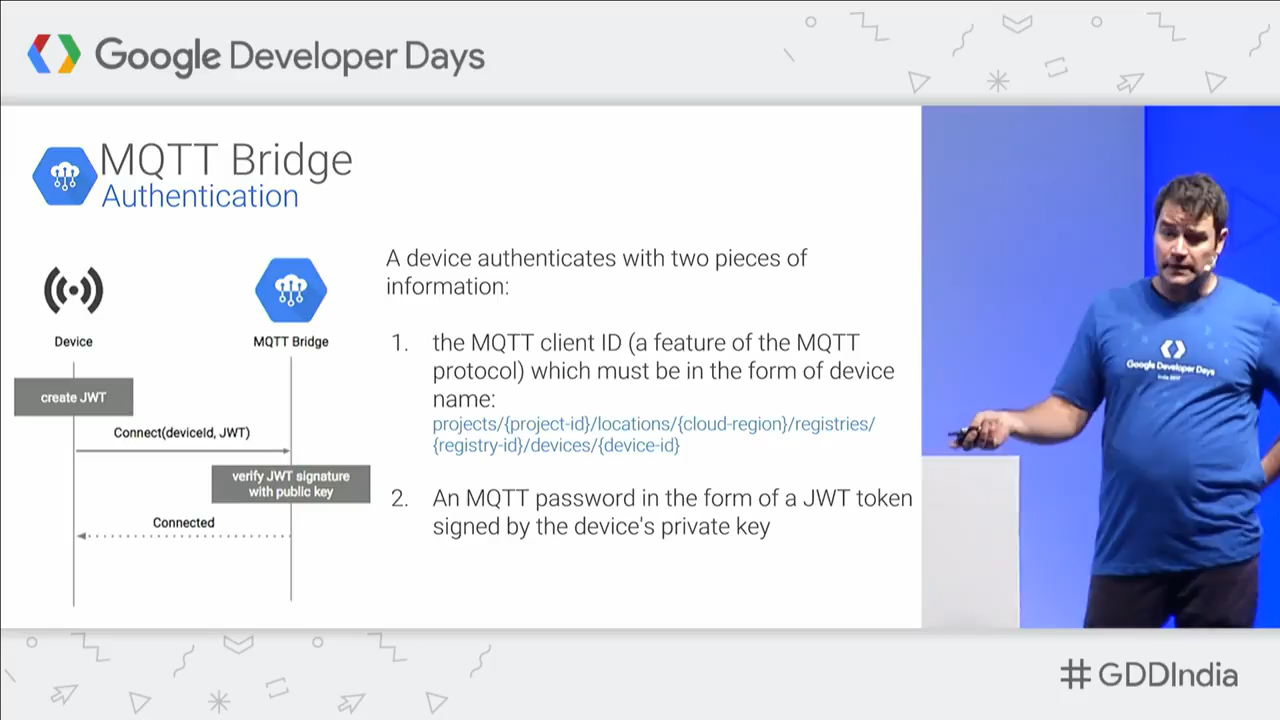 Google Developer Days
MQTT Bridge
Authentication
Device
MQTT Bridge
create JWT
Connect(deviceId, JWT)
verify JWT signature
with public key
Connected
A device authenticates with two pieces of
information:
1. the MQTT client ID (a feature of the MQTT
protocol) which must be in the form of device
name:
projects/{project-id}/locations/{cloud-region}/registries/
{registry-id}/devices/{device-id}
2. An MQTT password in the form of a JWT token
signed by the device's private key
Google Developer Days
India 2017
#GDDIndia